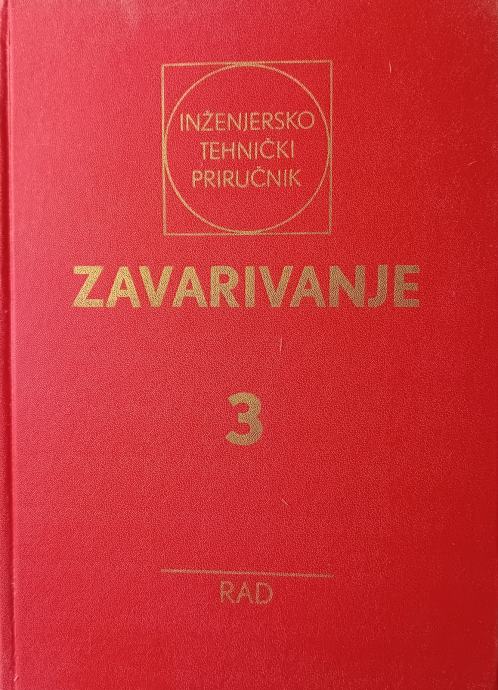 INŽENJERSKO
TEHNIČKI
PRIRUČNIK
ZAVARIVANJE
3
RAD